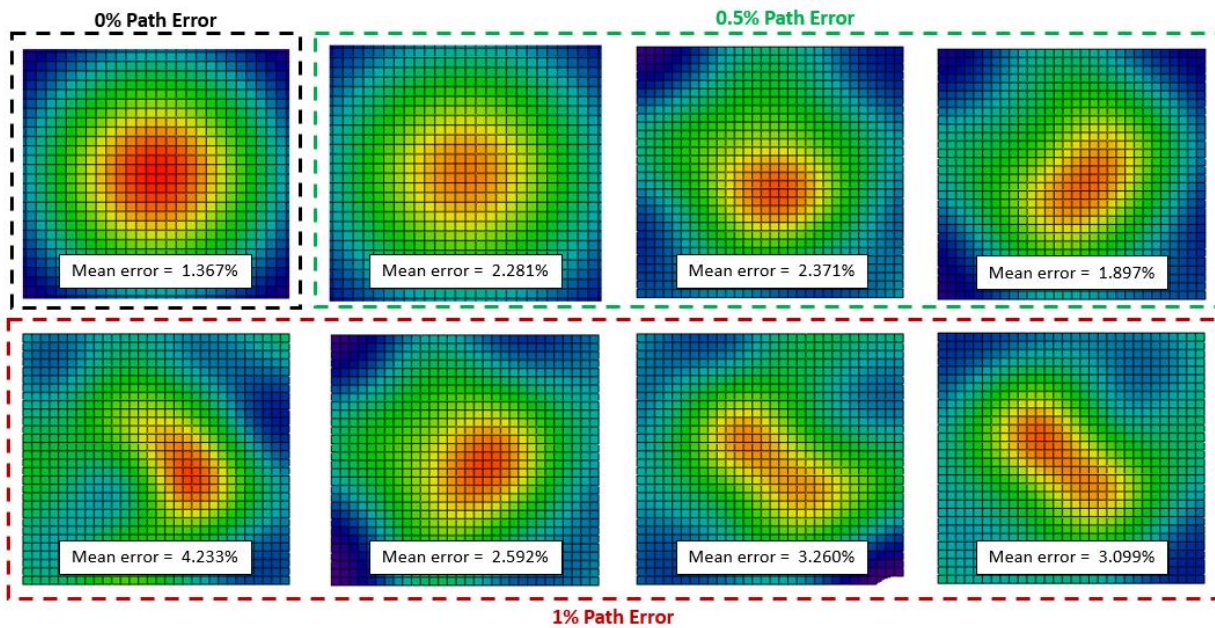 0% Path Error
0.5% Path Error
Mean error = 1.367%
Mean error = 2.281%
Mean error = 2.371%
Mean error = 1.897%
Mean error = 4.233%
Mean error = 2.592%
Mean error = 3.260%
Mean error = 3.099%
1% Path Error